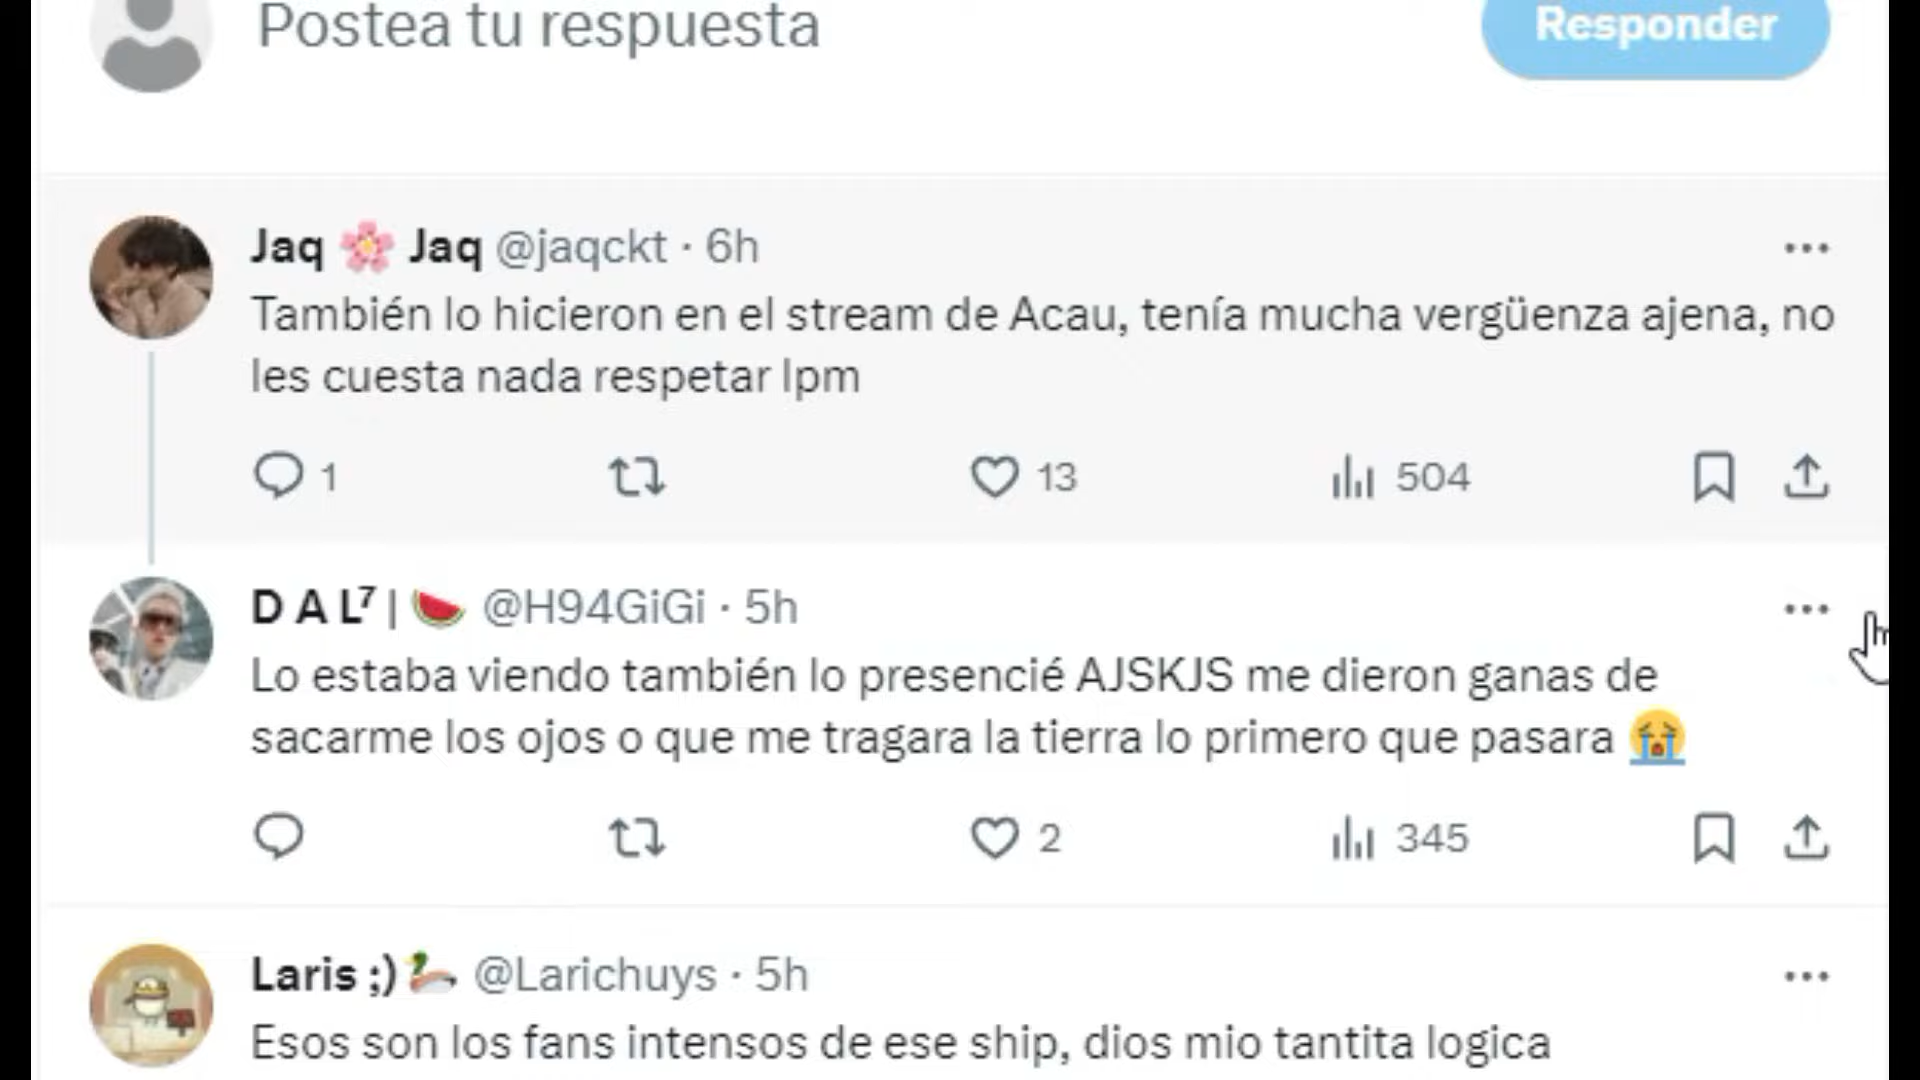 Postea tu respuesta
Responder
Jaq 🌸 Jaq @jaqckt · 6h
También lo hicieron en el stream de Acau, tenía mucha vergüenza ajena, no
les cuesta nada respetar lpm
1 13 504
D A L⁷ | 🍉 @H94GiGi · 5h
Lo estaba viendo también lo presencié AJSKJS me dieron ganas de
sacarme los ojos o que me tragara la tierra lo primero que pasara 😭
2 345
Laris ;) 🦆 @Larichuys · 5h
Esos son los fans intensos de ese ship, dios mio tantita logica